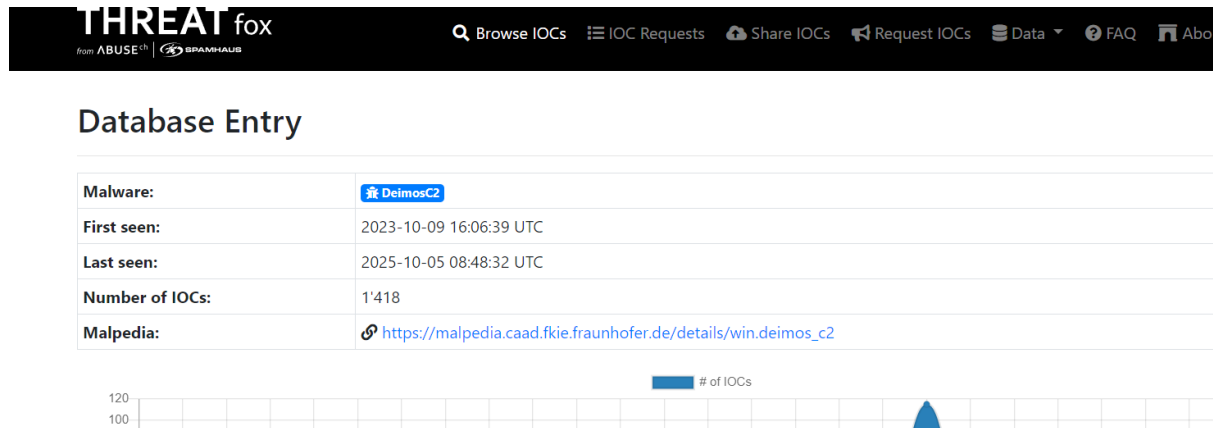 THREAT fox
from ABUSE ch | SPAMHAUS
Browse IOCs IOC Requests Share IOCs Request IOCs Data FAQ Abo
Database Entry
Malware: DeimosC2
First seen: 2023-10-09 16:06:39 UTC
Last seen: 2025-10-05 08:48:32 UTC
Number of IOCs: 1'418
Malpedia: https://malpedia.caad.fkie.fraunhofer.de/details/win.deimos_c2
# of IOCs
120
100